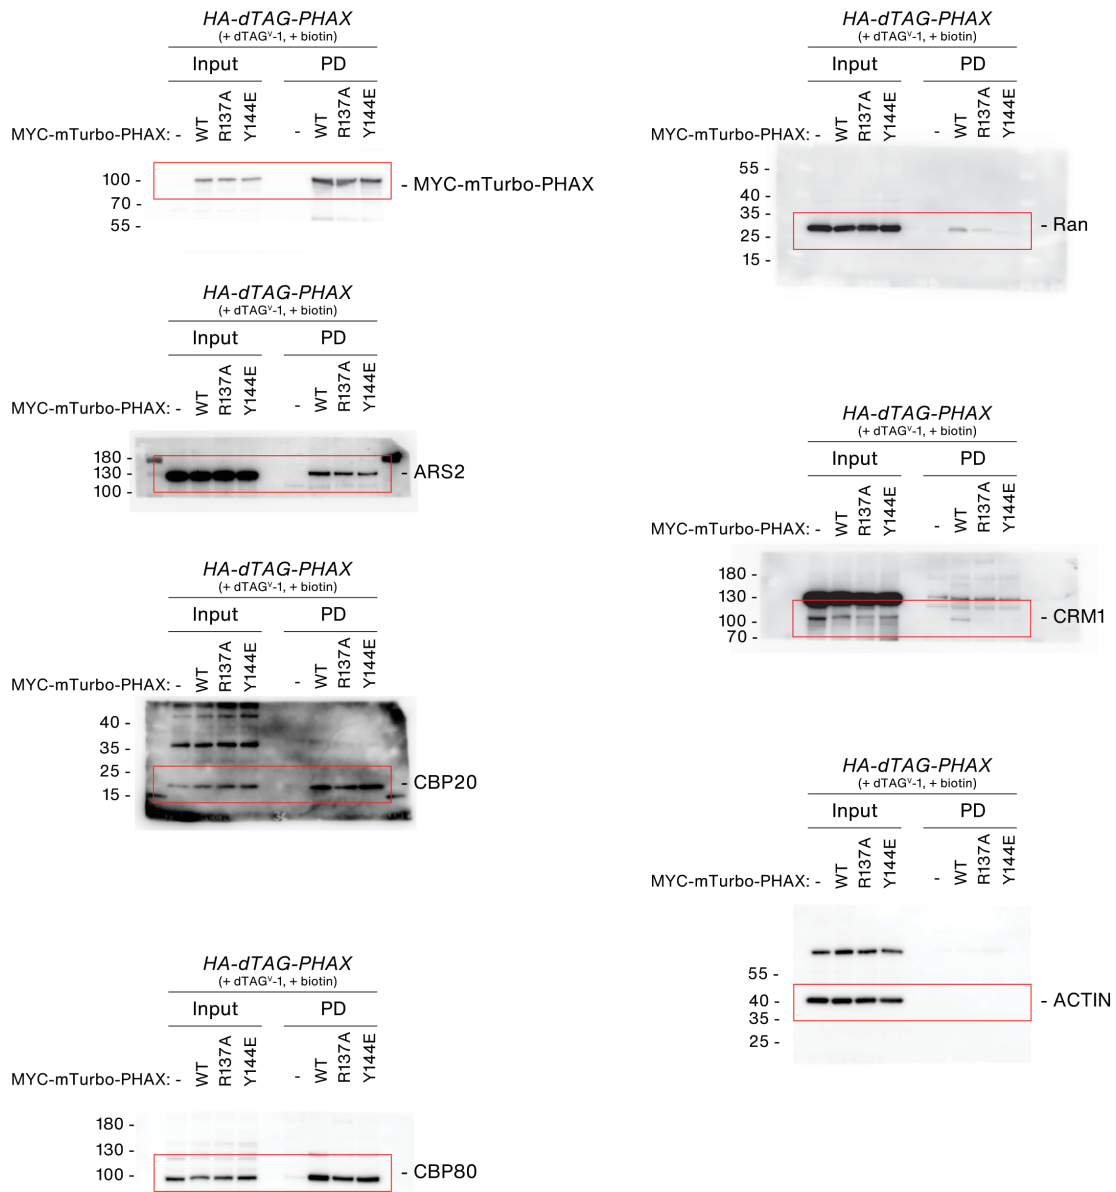 HA-dTAG-PHAX
(+ dTAGⱽ-1, + biotin)
Input PD
MYC-mTurbo-PHAX: - WT R137A Y144E - WT R137A Y144E
100 -
70 -
55 -
- MYC-mTurbo-PHAX
HA-dTAG-PHAX
(+ dTAGⱽ-1, + biotin)
Input PD
MYC-mTurbo-PHAX: - WT R137A Y144E - WT R137A Y144E
180 -
130 -
100 -
- ARS2
HA-dTAG-PHAX
(+ dTAGⱽ-1, + biotin)
Input PD
MYC-mTurbo-PHAX: - WT R137A Y144E - WT R137A Y144E
40 -
35 -
25 -
15 -
- CBP20
HA-dTAG-PHAX
(+ dTAGⱽ-1, + biotin)
Input PD
MYC-mTurbo-PHAX: - WT R137A Y144E - WT R137A Y144E
180 -
130 -
100 -
- CBP80
HA-dTAG-PHAX
(+ dTAGⱽ-1, + biotin)
Input PD
MYC-mTurbo-PHAX: - WT R137A Y144E - WT R137A Y144E
55 -
40 -
35 -
25 -
15 -
- Ran
HA-dTAG-PHAX
(+ dTAGⱽ-1, + biotin)
Input PD
MYC-mTurbo-PHAX: - WT R137A Y144E - WT R137A Y144E
180 -
130 -
100 -
70 -
- CRM1
HA-dTAG-PHAX
(+ dTAGⱽ-1, + biotin)
Input PD
MYC-mTurbo-PHAX: - WT R137A Y144E - WT R137A Y144E
55 -
40 -
35 -
25 -
- ACTIN